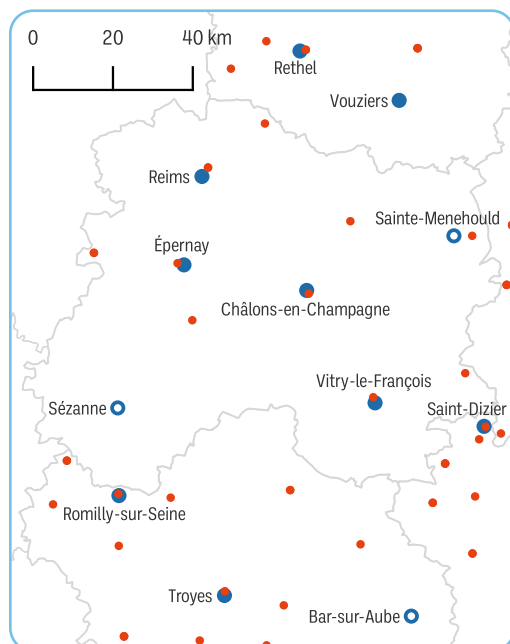 0 20 40 km
Rethel
Vouziers
Reims
Sainte-Menehould
Épernay
Châlons-en-Champagne
Vitry-le-François
Sézanne
Saint-Dizier
Romilly-sur-Seine
Troyes
Bar-sur-Aube